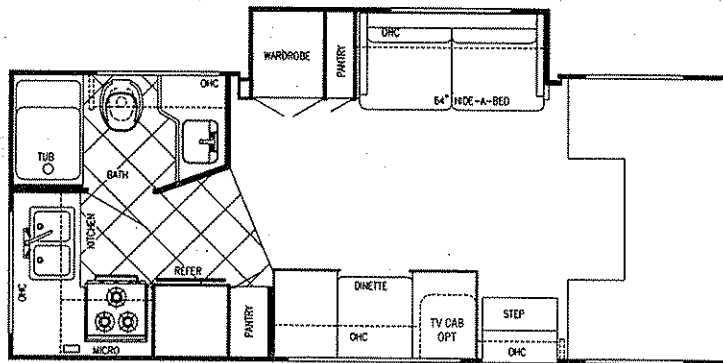 OHC
WARDROBE
PANTRY
OHC
64" HIDE-A-BED
TUB
BATH
KITCHEN
OHC
REFER
MICRO
PANTRY
DINETTE
OHC
TV CAB
OPT
STEP
OHC